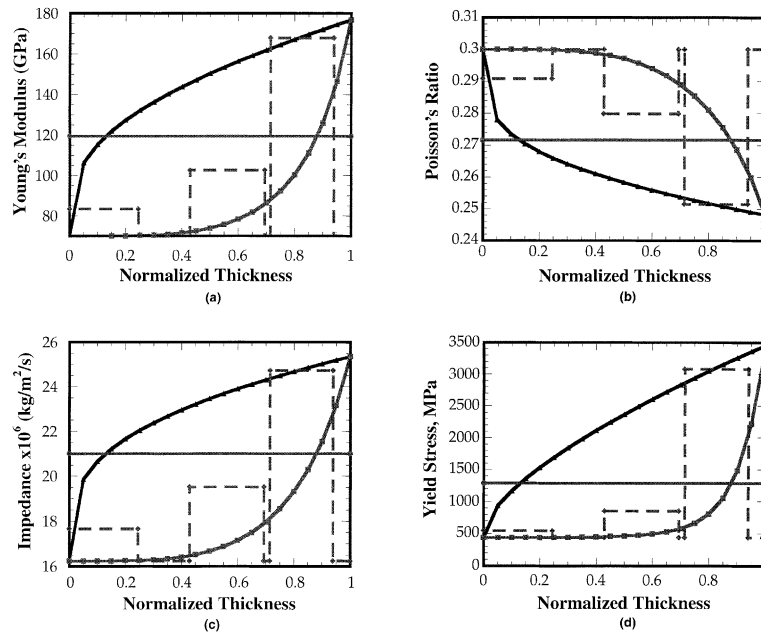 180
160
140
120
100
80
Young's Modulus (GPa)
0 0.2 0.4 0.6 0.8 1
Normalized Thickness
(a)
0.31
0.3
0.29
0.28
0.27
0.26
0.25
0.24
Poisson's Ratio
0 0.2 0.4 0.6 0.8 1
Normalized Thickness
(b)
26
24
22
20
18
16
Impedance x10⁶ (kg/m²/s)
0 0.2 0.4 0.6 0.8 1
Normalized Thickness
(c)
3500
3000
2500
2000
1500
1000
500
0
Yield Stress, MPa
0 0.2 0.4 0.6 0.8 1
Normalized Thickness
(d)